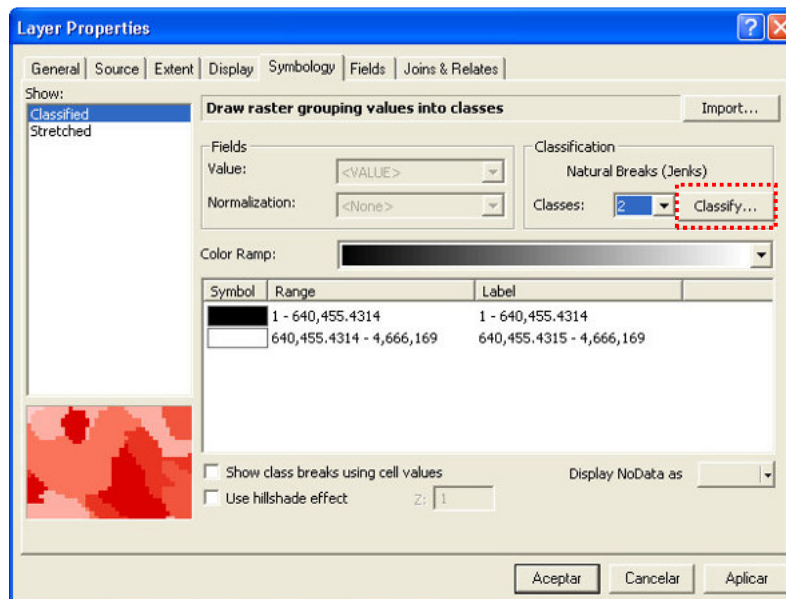 Layer Properties
General Source Extent Display Symbology Fields Joins & Relates
Show:
Classified
Stretched
Draw raster grouping values into classes
Import...
Fields
Value: <VALUE>
Normalization: <None>
Classification
Natural Breaks (Jenks)
Classes: 2 Classify...
Color Ramp:
Symbol Range Label
1 - 640,455.4314 1 - 640,455.4314
640,455.4314 - 4,666,169 640,455.4315 - 4,666,169
Show class breaks using cell values
Display NoData as
Use hillshade effect Z: 1
Aceptar Cancelar Aplicar